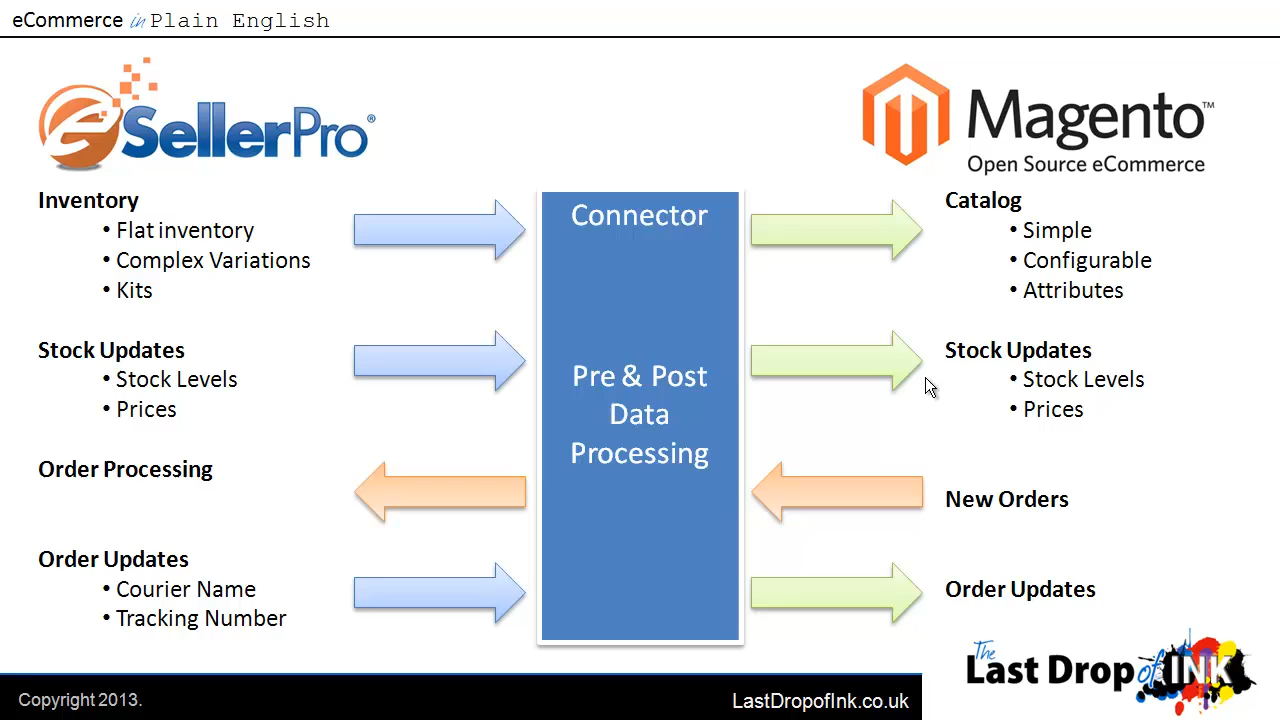 eCommerce in Plain English
eSellerPro®
Magento™
Open Source eCommerce
Inventory
• Flat inventory
• Complex Variations
• Kits
Stock Updates
• Stock Levels
• Prices
Order Processing
Order Updates
• Courier Name
• Tracking Number
Connector
Pre & Post
Data
Processing
Catalog
• Simple
• Configurable
• Attributes
Stock Updates
• Stock Levels
• Prices
New Orders
Order Updates
The
Last Drop of INK
Copyright 2013.
LastDropofInk.co.uk